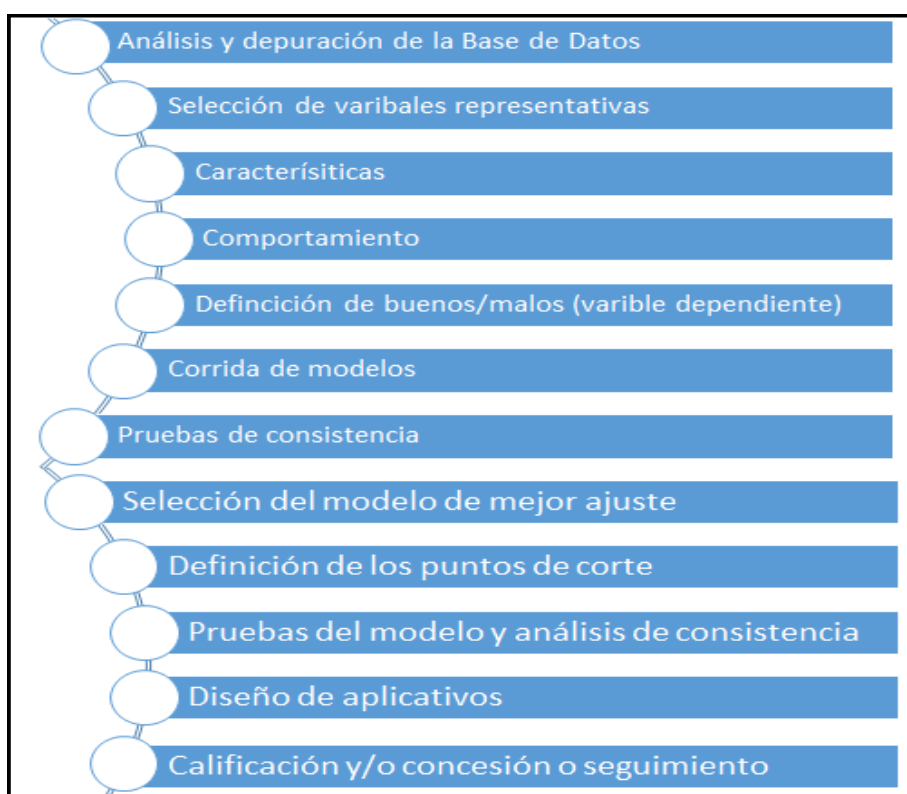 Análisis y depuración de la Base de Datos
Selección de varibales representativas
Caracterísiticas
Comportamiento
Defincición de buenos/malos (varible dependiente)
Corrida de modelos
Pruebas de consistencia
Selección del modelo de mejor ajuste
Definición de los puntos de corte
Pruebas del modelo y análisis de consistencia
Diseño de aplicativos
Calificación y/o concesión o seguimiento